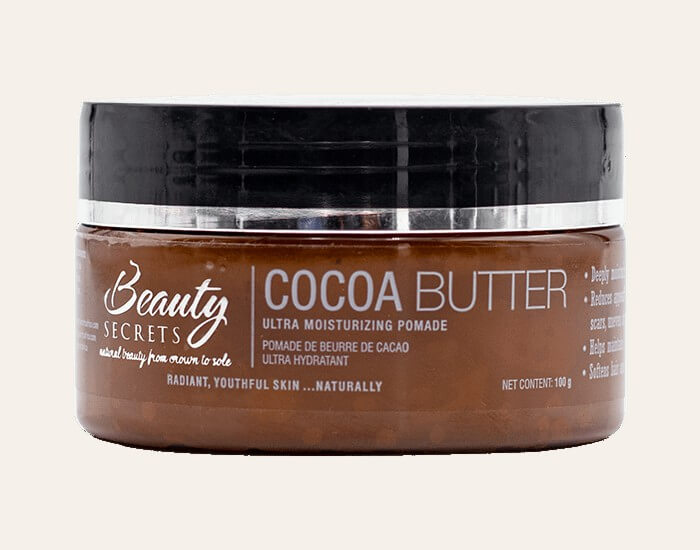 Beauty
SECRETS
natural beauty from crown to sole
COCOA BUTTER
ULTRA MOISTURIZING POMADE
POMADE DE BEURRE DE CACAO
ULTRA HYDRATANT
RADIANT, YOUTHFUL SKIN ...NATURALLY
NET CONTENT: 100 g
• Deeply
• Reduces
scars,
• Helps
• Softens hair